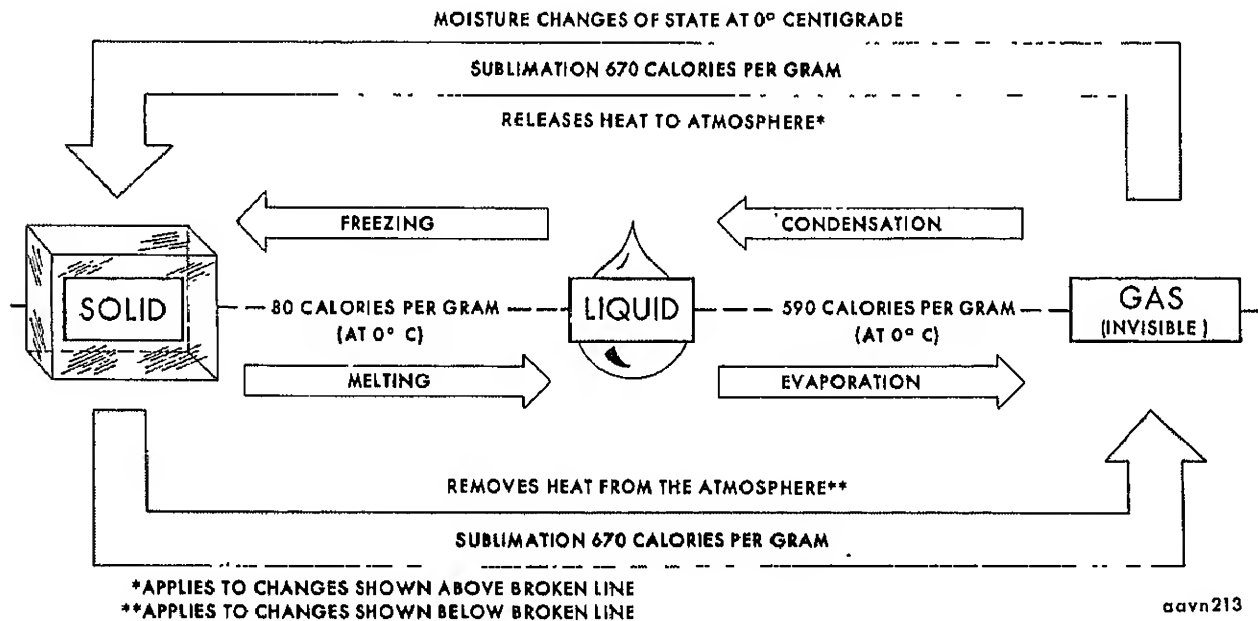 MOISTURE CHANGES OF STATE AT 0° CENTIGRADE
SUBLIMATION 670 CALORIES PER GRAM
RELEASES HEAT TO ATMOSPHERE*
FREEZING
CONDENSATION
SOLID
80 CALORIES PER GRAM
(AT 0° C)
LIQUID
590 CALORIES PER GRAM
(AT 0° C)
GAS
(INVISIBLE)
MELTING
EVAPORATION
REMOVES HEAT FROM THE ATMOSPHERE**
SUBLIMATION 670 CALORIES PER GRAM
*APPLIES TO CHANGES SHOWN ABOVE BROKEN LINE
**APPLIES TO CHANGES SHOWN BELOW BROKEN LINE
aavn213